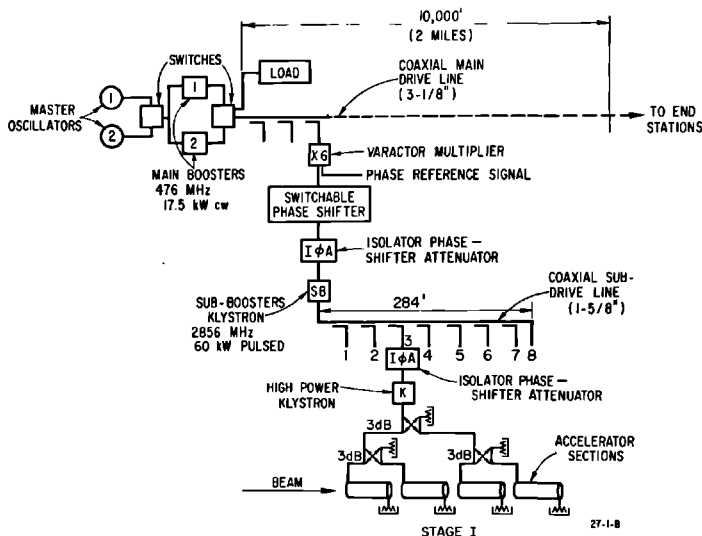 10,000'
(2 MILES)
SWITCHES
LOAD
COAXIAL MAIN
DRIVE LINE
(3-1/8")
1
2
MASTER
OSCILLATORS
1
2
TO END
STATIONS
MAIN BOOSTERS
476 MHz
17.5 kW cw
X6
VARACTOR MULTIPLIER
PHASE REFERENCE SIGNAL
SWITCHABLE
PHASE SHIFTER
IϕA
ISOLATOR PHASE-
SHIFTER ATTENUATOR
SB
SUB-BOOSTERS
KLYSTRON
2856 MHz
60 kW PULSED
284'
COAXIAL SUB-
DRIVE LINE
(1-5/8")
1 2 3 4 5 6 7 8
IϕA
ISOLATOR PHASE-
SHIFTER ATTENUATOR
HIGH POWER
KLYSTRON
K
3dB
3dB
3dB
ACCELERATOR
SECTIONS
BEAM
STAGE I
27-1-B